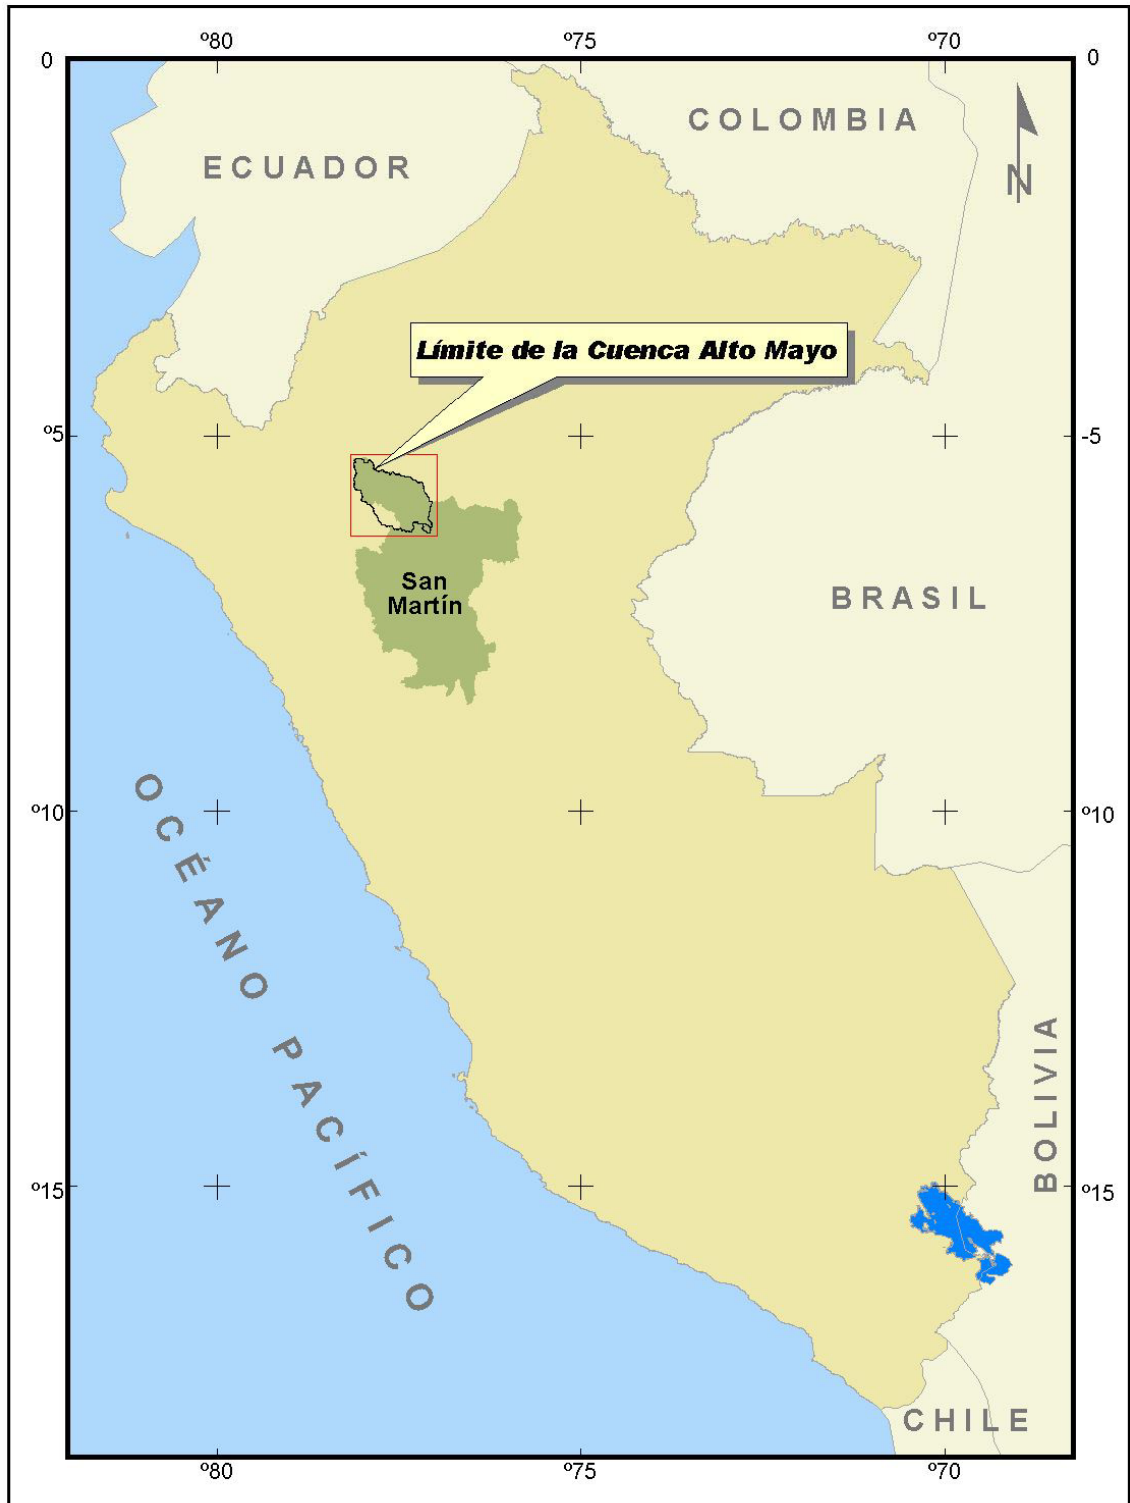 º80 º75 º70
0 0
COLOMBIA
ECUADOR
N
Límite de la Cuenca Alto Mayo
º5 -5
San
Martín
BRASIL
º10 º10
OCÉANO PACÍFICO
BOLIVIA
º15 º15
CHILE
º80 º75 º70